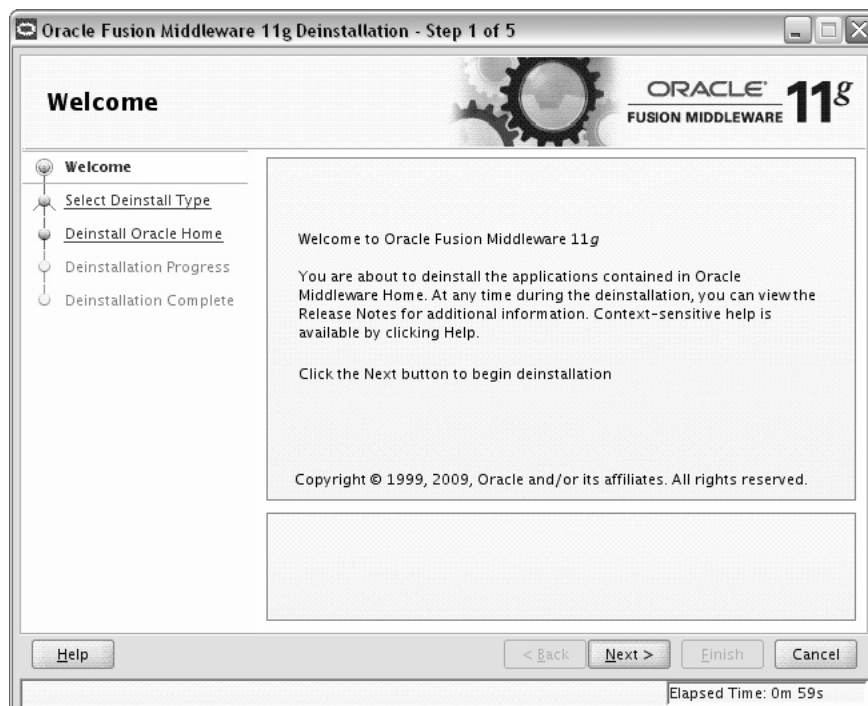 Oracle Fusion Middleware 11g Deinstallation - Step 1 of 5
Welcome
ORACLE®
FUSION MIDDLEWARE 11g
Welcome
Select Deinstall Type
Deinstall Oracle Home
Deinstallation Progress
Deinstallation Complete
Welcome to Oracle Fusion Middleware 11g
You are about to deinstall the applications contained in Oracle
Middleware Home. At any time during the deinstallation, you can view the
Release Notes for additional information. Context-sensitive help is
available by clicking Help.
Click the Next button to begin deinstallation
Copyright © 1999, 2009, Oracle and/or its affiliates. All rights reserved.
Help
< Back
Next >
Finish
Cancel
Elapsed Time: 0m 59s